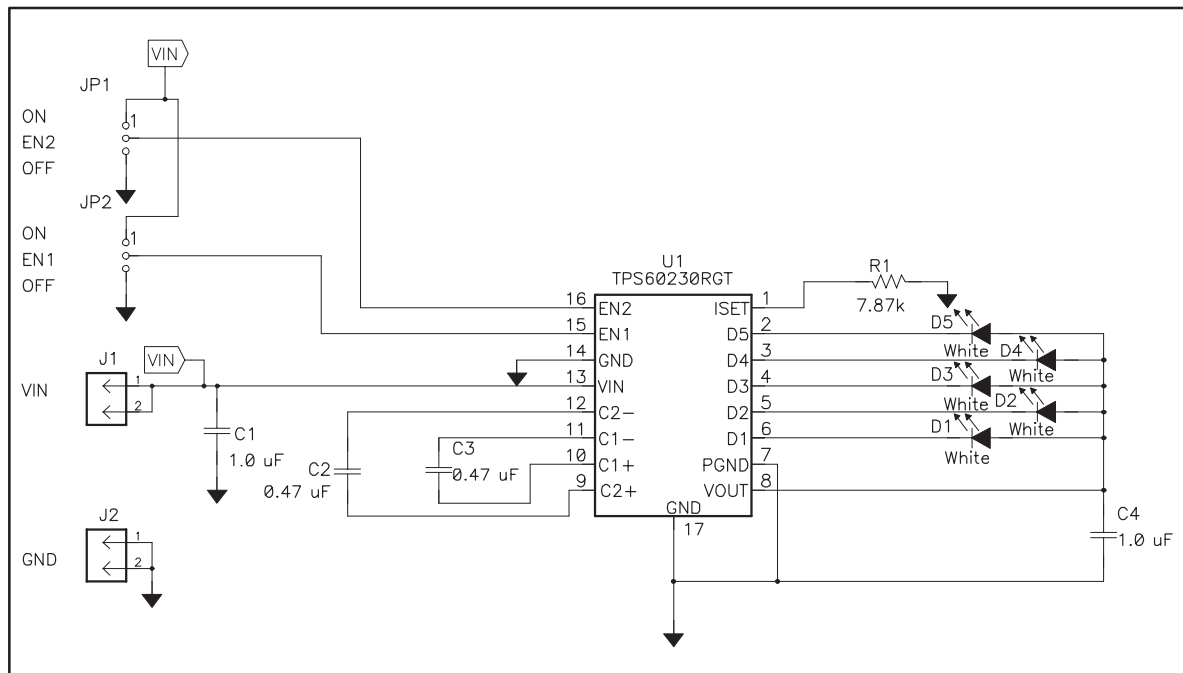 VIN
JP1
ON
EN2
OFF
1
JP2
ON
EN1
OFF
1
U1
TPS60230RGT
16 EN2
15 EN1
14 GND
13 VIN
12 C2-
11 C1-
10 C1+
9 C2+
GND
17
ISET 1
D5 2
D4 3
D3 4
D2 5
D1 6
PGND 7
VOUT 8
R1
7.87k
D5
White
D4
White
D3
White
D2
White
D1
White
J1
VIN
VIN
1
2
C1
1.0 uF
C2
0.47 uF
C3
0.47 uF
J2
GND
1
2
C4
1.0 uF